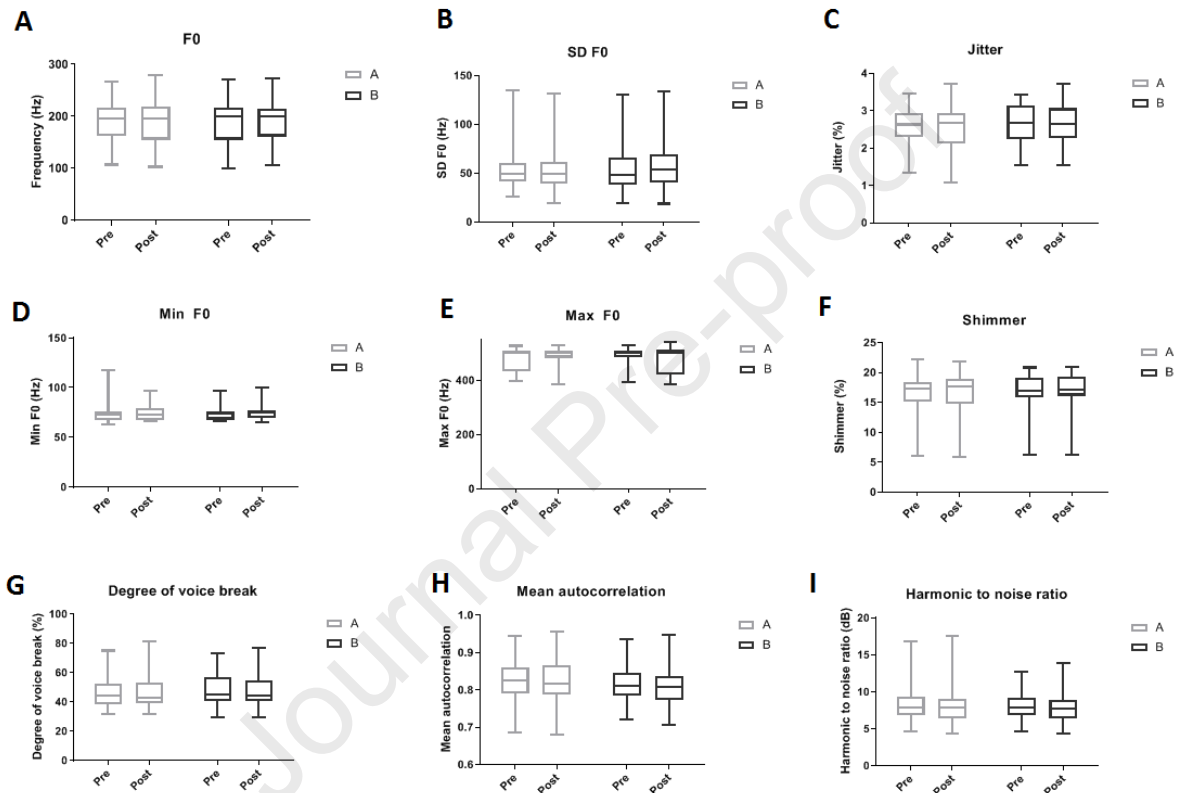 A
F0
Frequency (Hz)
300
200
100
0
Pre
Post
Pre
Post
A
B
B
SD F0
SD F0 (Hz)
150
100
50
0
Pre
Post
Pre
Post
A
B
C
Jitter
Jitter (%)
4
3
2
1
0
Pre
Post
Pre
Post
A
B
D
Min F0
Min F0 (Hz)
150
100
50
0
Pre
Post
Pre
Post
A
B
E
Max F0
Max F0 (Hz)
400
200
0
Pre
Post
Pre
Post
A
B
F
Shimmer
Shimmer (%)
25
20
15
10
5
0
Pre
Post
Pre
Post
A
B
G
Degree of voice break
Degree of voice break (%)
100
80
60
40
20
0
Pre
Post
Pre
Post
A
B
H
Mean autocorrelation
Mean autocorrelation
1.0
0.9
0.8
0.7
0.6
Pre
Post
Pre
Post
A
B
I
Harmonic to noise ratio
Harmonic to noise ratio (dB)
20
15
10
5
0
Pre
Post
Pre
Post
A
B
Journal Pre-proof